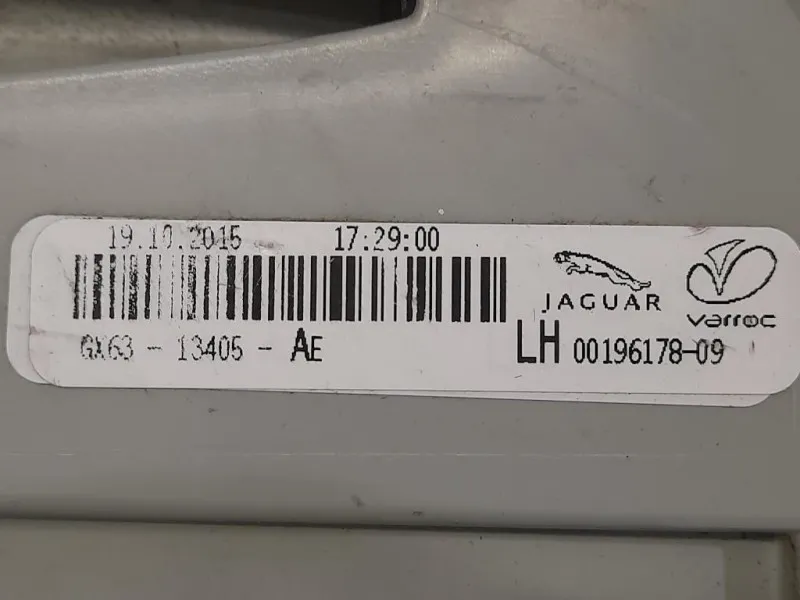 19.10.2015 17:29:00
JAGUAR
varroc
GX63 - 13405 - AE
LH 00196178-09